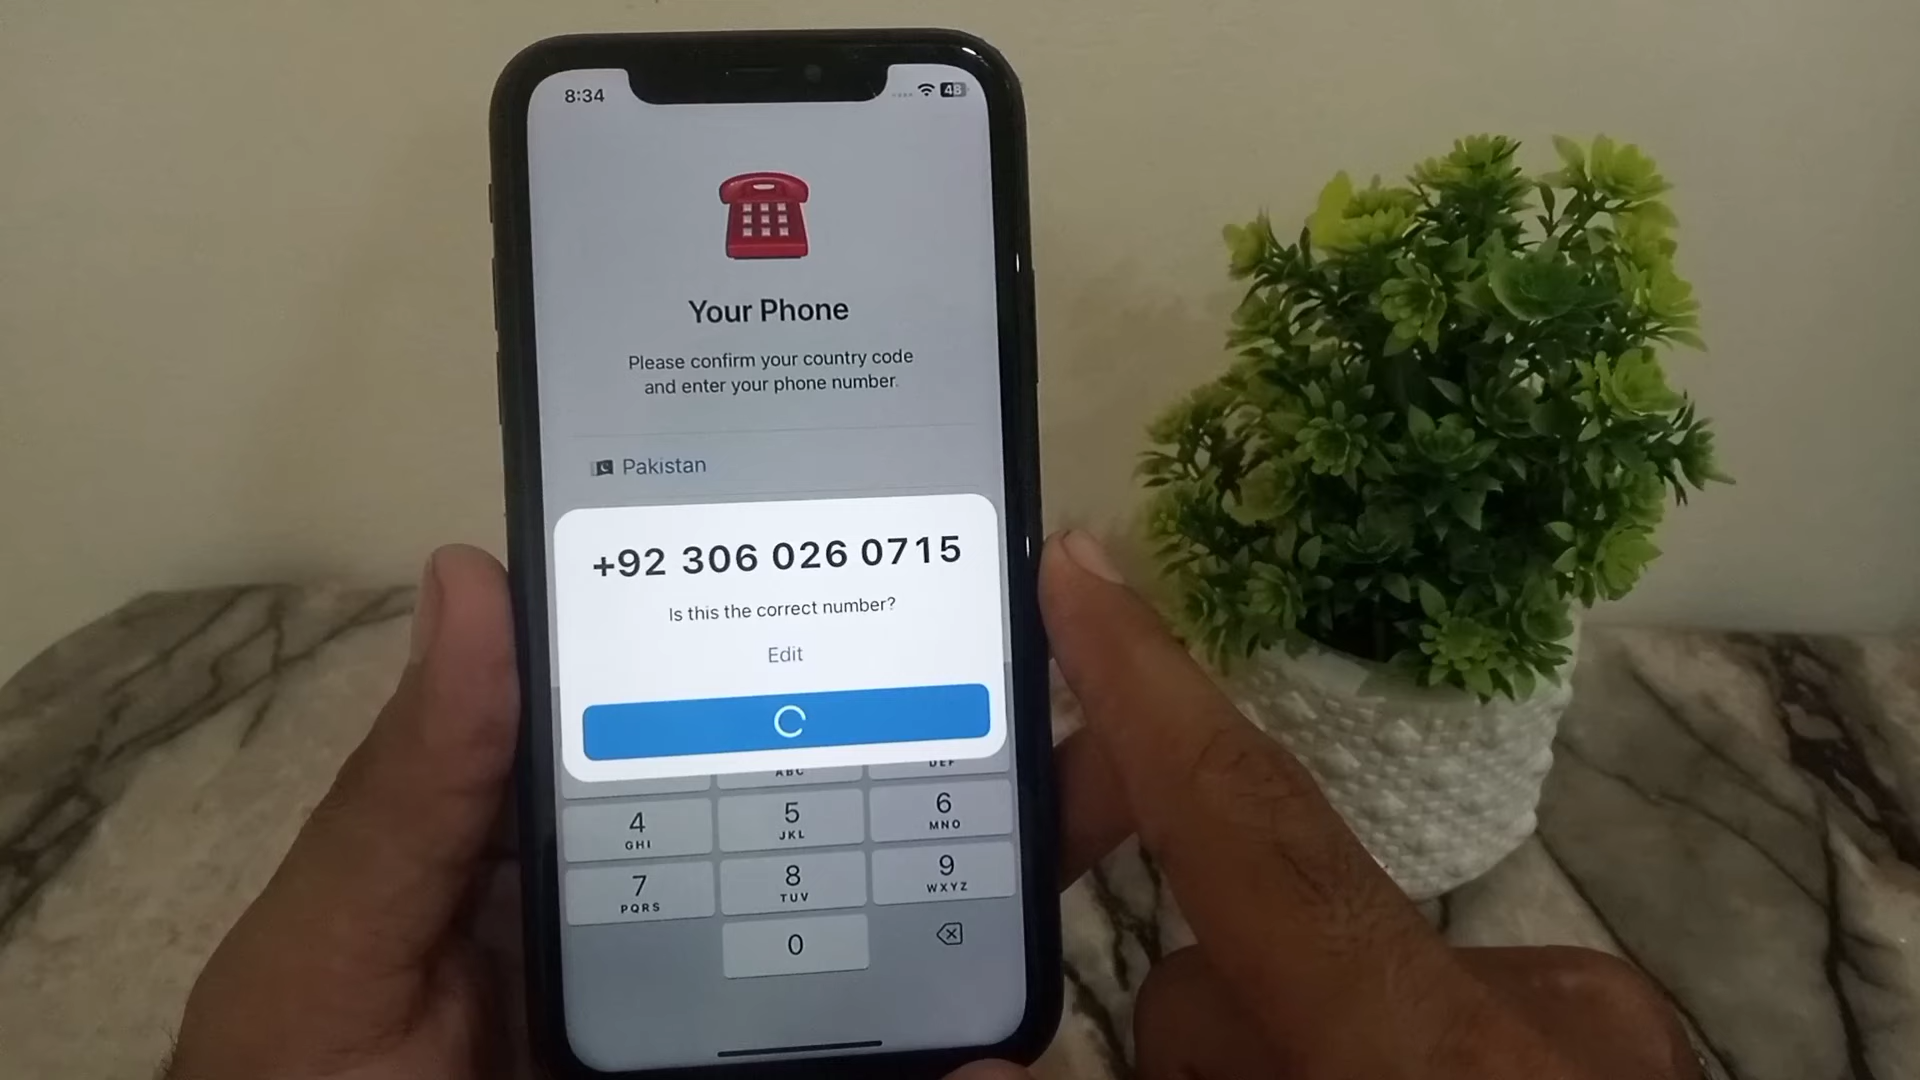 8:34
48
Your Phone
Please confirm your country code
and enter your phone number.
Pakistan
+92 306 026 0715
Is this the correct number?
Edit
ABC
DEF
4
GHI
5
JKL
6
MNO
7
PQRS
8
TUV
9
WXYZ
0